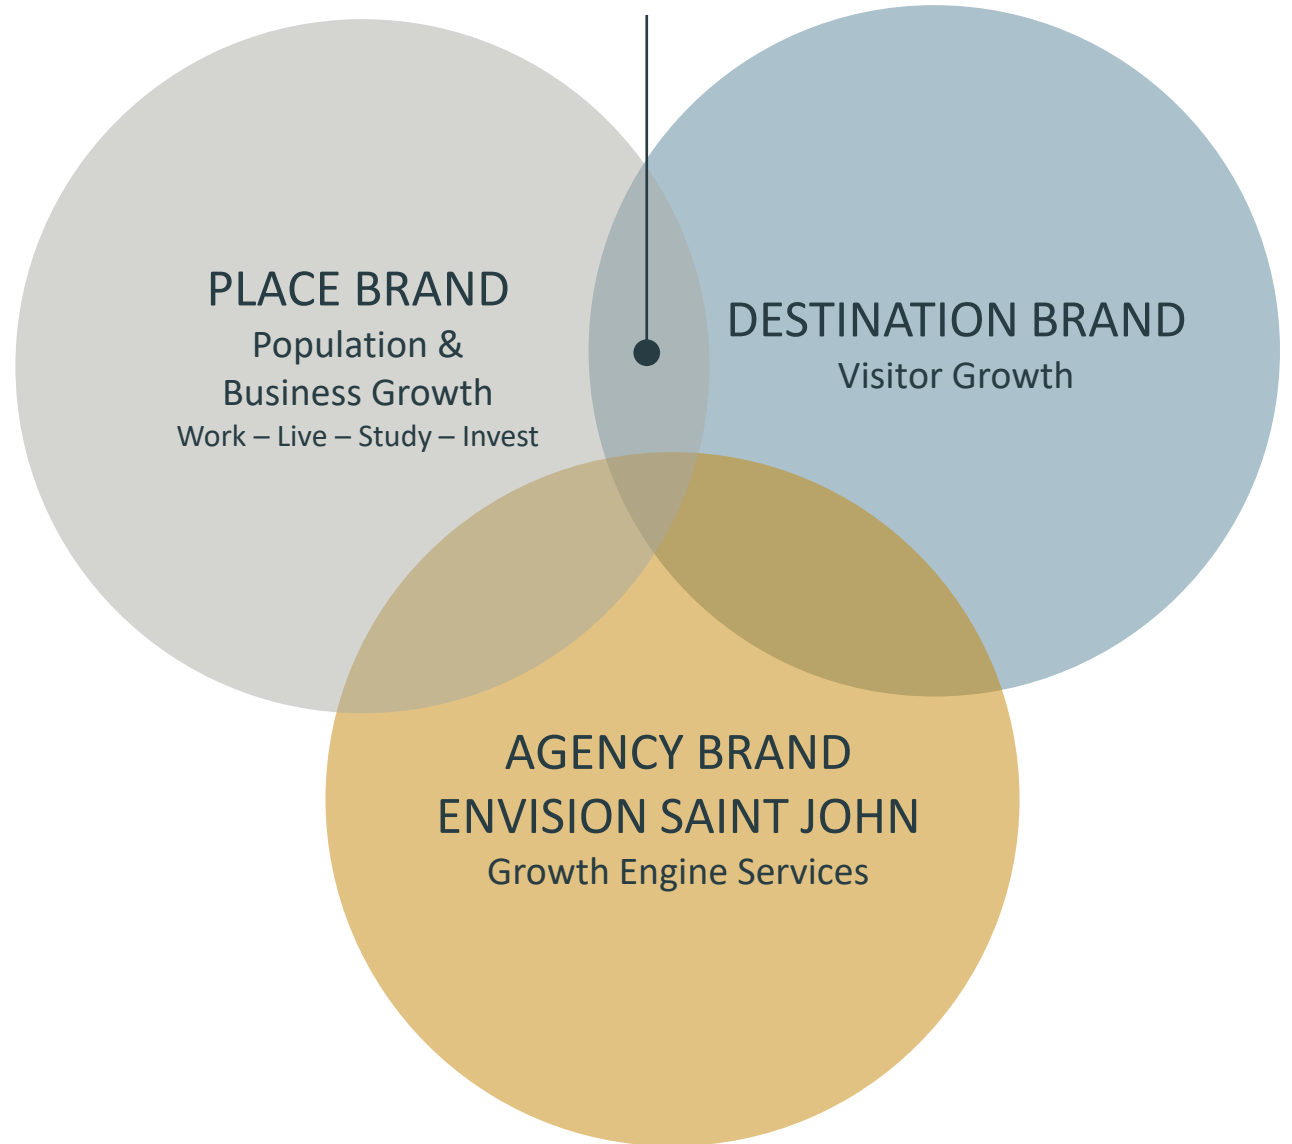 PLACE BRAND
Population &
Business Growth
Work – Live – Study – Invest
DESTINATION BRAND
Visitor Growth
AGENCY BRAND
ENVISION SAINT JOHN
Growth Engine Services